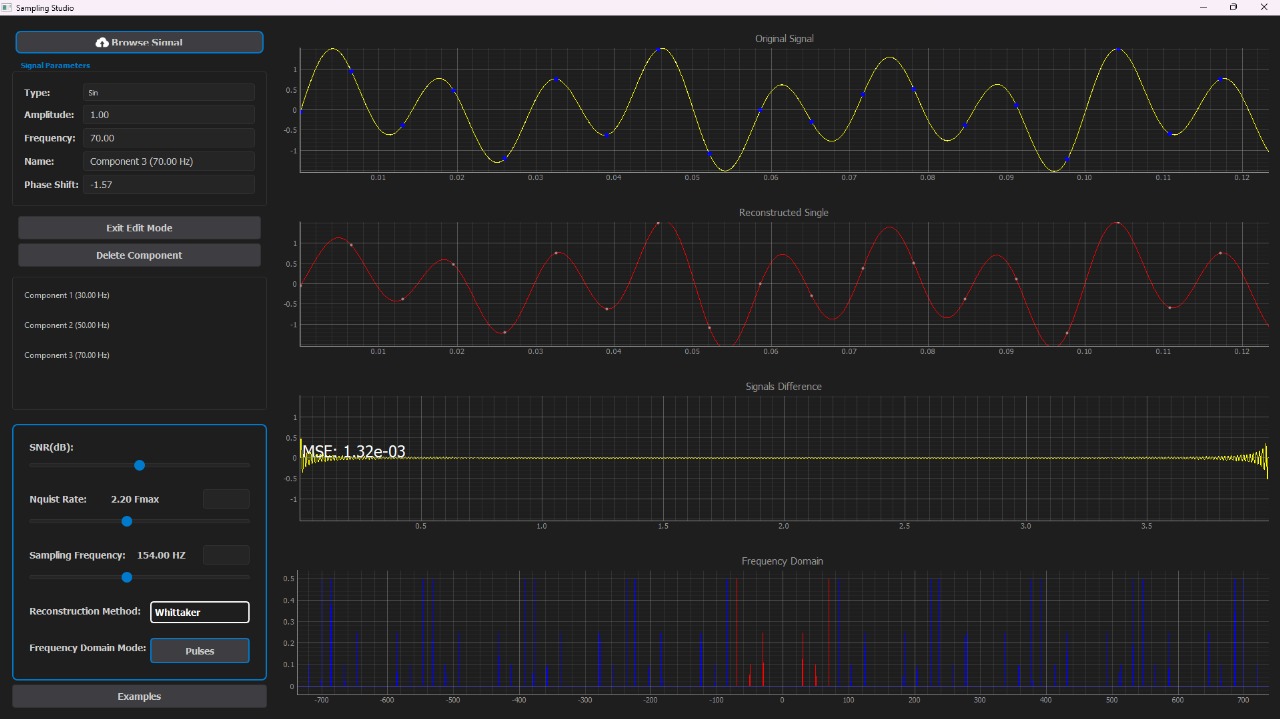 Sampling Studio
Browse Signal
Signal Parameters
Type: Sin
Amplitude: 1.00
Frequency: 70.00
Name: Component 3 (70.00 Hz)
Phase Shift: -1.57
Exit Edit Mode
Delete Component
Component 1 (30.00 Hz)
Component 2 (50.00 Hz)
Component 3 (70.00 Hz)
SNR(dB):
Nquist Rate: 2.20 Fmax
Sampling Frequency: 154.00 HZ
Reconstruction Method: Whittaker
Frequency Domain Mode: Pulses
Examples
Original Signal
1
0.5
0
-0.5
-1
0.01 0.02 0.03 0.04 0.05 0.06 0.07 0.08 0.09 0.10 0.11 0.12
Reconstructed Single
1
0.5
0
-0.5
-1
0.01 0.02 0.03 0.04 0.05 0.06 0.07 0.08 0.09 0.10 0.11 0.12
Signals Difference
1
0.5
0
MSE: 1.32e-03
-0.5
-1
0.5 1.0 1.5 2.0 2.5 3.0 3.5
Frequency Domain
0.5
0.4
0.3
0.2
0.1
0
-700 -600 -500 -400 -300 -200 -100 0 100 200 300 400 500 600 700